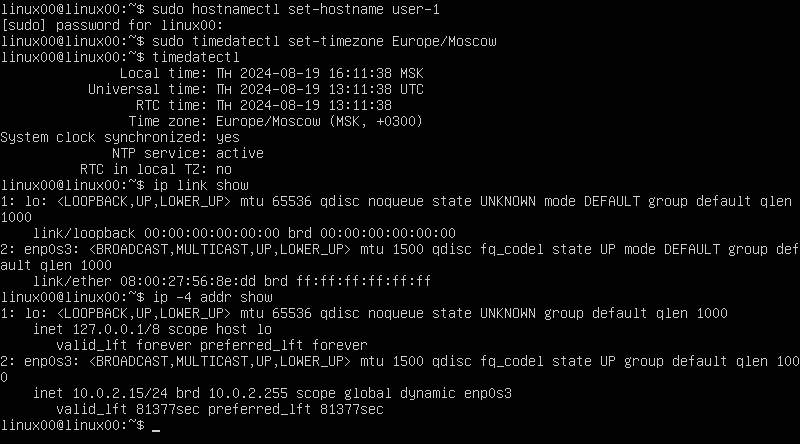 linux00@linux00:~$ sudo hostnamectl set-hostname user-1
[sudo] password for linux00:
linux00@linux00:~$ sudo timedatectl set-timezone Europe/Moscow
linux00@linux00:~$ timedatectl
Local time: Пн 2024-08-19 16:11:38 MSK
Universal time: Пн 2024-08-19 13:11:38 UTC
RTC time: Пн 2024-08-19 13:11:38
Time zone: Europe/Moscow (MSK, +0300)
System clock synchronized: yes
NTP service: active
RTC in local TZ: no
linux00@linux00:~$ ip link show
1: lo: <LOOPBACK,UP,LOWER_UP> mtu 65536 qdisc noqueue state UNKNOWN mode DEFAULT group default qlen
1000
link/loopback 00:00:00:00:00:00 brd 00:00:00:00:00:00
2: enp0s3: <BROADCAST,MULTICAST,UP,LOWER_UP> mtu 1500 qdisc fq_codel state UP mode DEFAULT group def
ault qlen 1000
link/ether 08:00:27:56:8e:dd brd ff:ff:ff:ff:ff:ff
linux00@linux00:~$ ip -4 addr show
1: lo: <LOOPBACK,UP,LOWER_UP> mtu 65536 qdisc noqueue state UNKNOWN group default qlen 1000
inet 127.0.0.1/8 scope host lo
valid_lft forever preferred_lft forever
2: enp0s3: <BROADCAST,MULTICAST,UP,LOWER_UP> mtu 1500 qdisc fq_codel state UP group default qlen 100
0
inet 10.0.2.15/24 brd 10.0.2.255 scope global dynamic enp0s3
valid_lft 81377sec preferred_lft 81377sec
linux00@linux00:~$ _